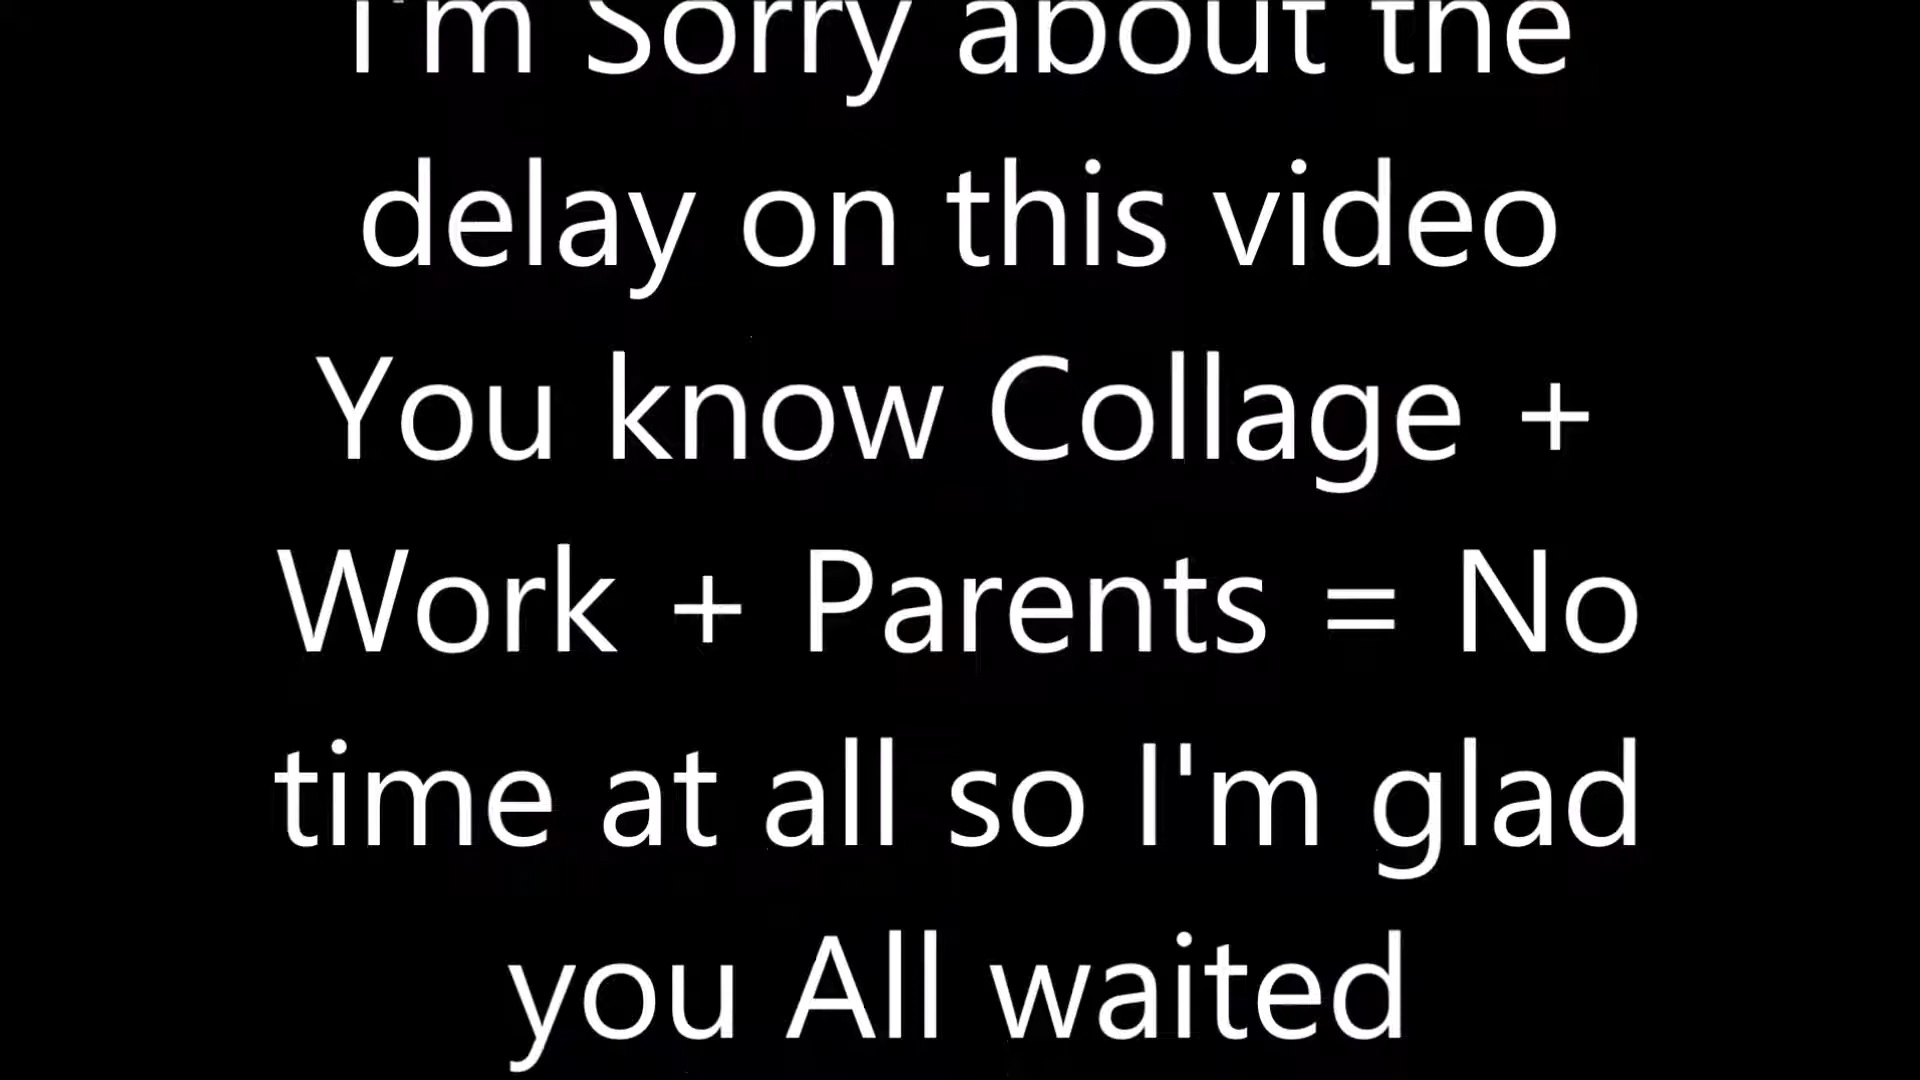 I'm Sorry about the
delay on this video
You know Collage +
Work + Parents = No
time at all so I'm glad
you All waited